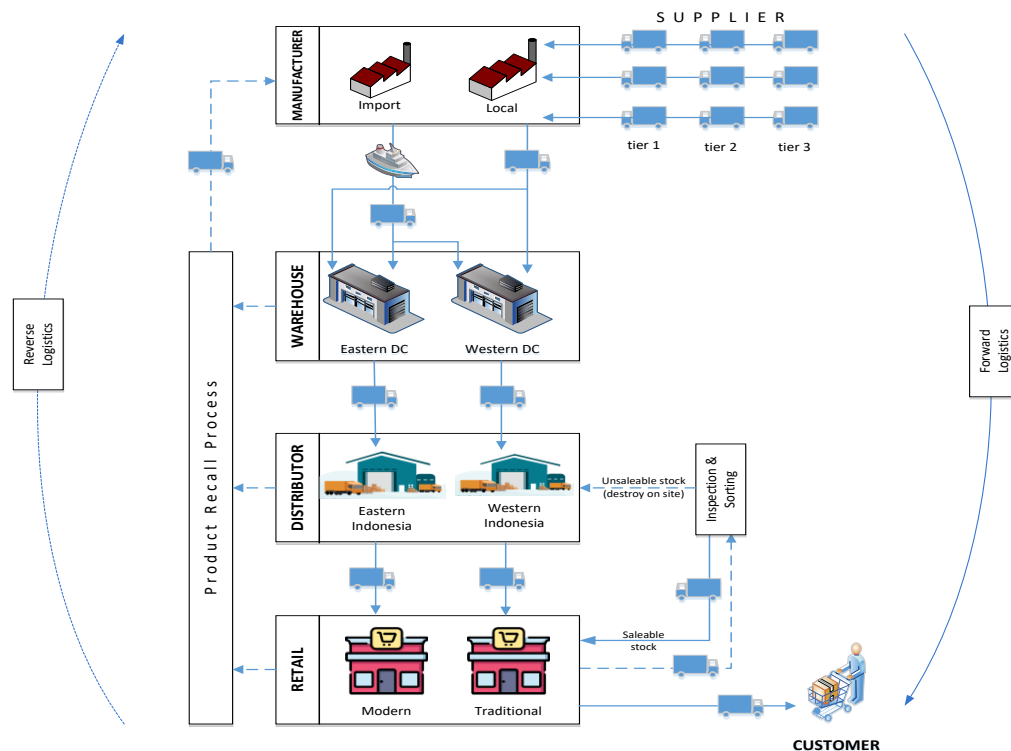 SUPPLIER
MANUFACTURER
Import
Local
tier 1
tier 2
tier 3
Reverse
Logistics
Product Recall Process
WAREHOUSE
Eastern DC
Western DC
Forward
Logistics
DISTRIBUTOR
Eastern
Indonesia
Western
Indonesia
Unsaleable stock
(destroy on site)
Inspection &
Sorting
RETAIL
Modern
Traditional
Saleable
stock
CUSTOMER